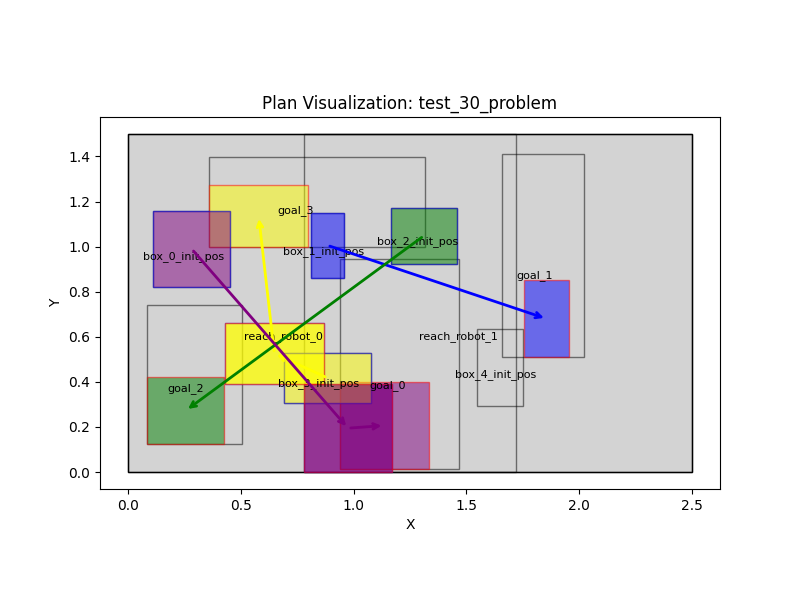 Plan Visualization: test_30_problem
Y
1.4
1.2
1.0
0.8
0.6
0.4
0.2
0.0
goal_3
box_2_init_pos
box_1_init_pos
box_0_init_pos
goal_1
reach_robot_0
reach_robot_1
box_4_init_pos
box_3_init_pos
goal_0
goal_2
0.0 0.5 1.0 1.5 2.0 2.5
X